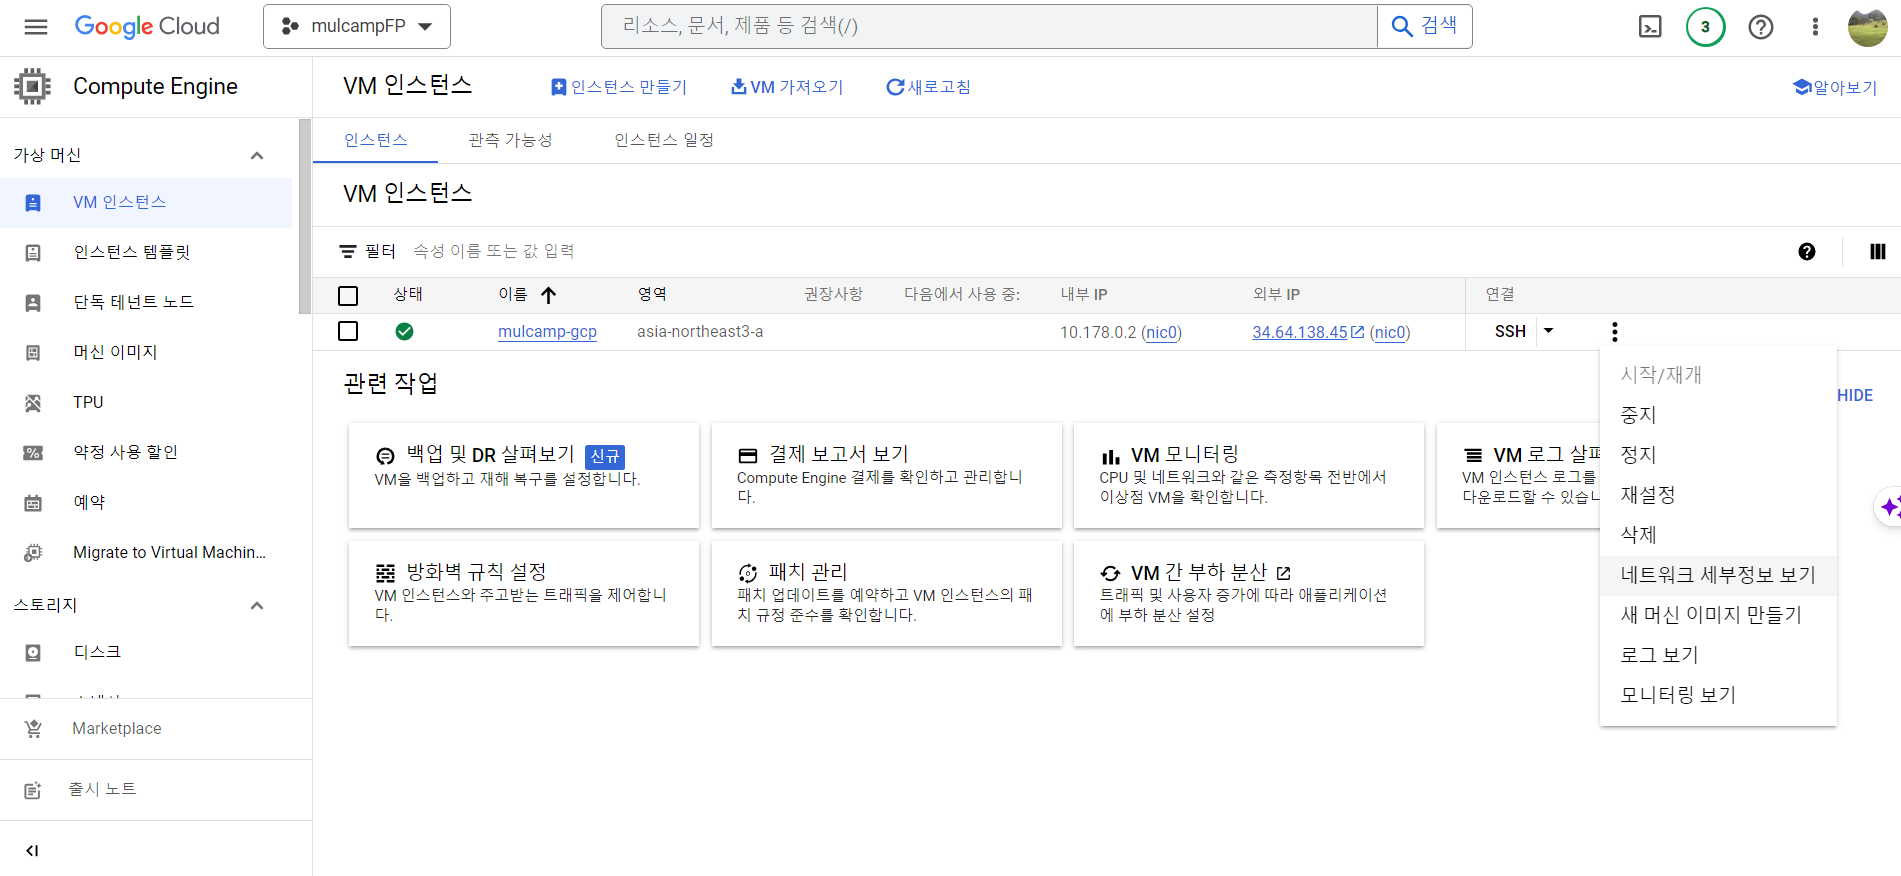 Google Cloud
mulcampFP
리소스, 문서, 제품 등 검색(/)
검색
3
Compute Engine
VM 인스턴스
인스턴스 만들기
VM 가져오기
새로고침
알아보기
가상 머신
VM 인스턴스
인스턴스 템플릿
단독 테넌트 노드
머신 이미지
TPU
약정 사용 할인
예약
Migrate to Virtual Machin...
스토리지
디스크
Marketplace
출시 노트
인스턴스
관측 가능성
인스턴스 일정
VM 인스턴스
필터 속성 이름 또는 값 입력
상태 이름 영역 권장사항 다음에서 사용 중: 내부 IP 외부 IP 연결
mulcamp-gcp asia-northeast3-a 10.178.0.2 (nic0) 34.64.138.45 (nic0) SSH
관련 작업
HIDE
백업 및 DR 살펴보기 신규
VM을 백업하고 재해 복구를 설정합니다.
결제 보고서 보기
Compute Engine 결제를 확인하고 관리합니
다.
VM 모니터링
CPU 및 네트워크와 같은 측정항목 전반에서
이상점 VM을 확인합니다.
VM 로그 살펴
VM 인스턴스 로그를
다운로드할 수 있습니
방화벽 규칙 설정
VM 인스턴스와 주고받는 트래픽을 제어합니
다.
패치 관리
패치 업데이트를 예약하고 VM 인스턴스의 패
치 규정 준수를 확인합니다.
VM 간 부하 분산
트래픽 및 사용자 증가에 따라 애플리케이션
에 부하 분산 설정
시작/재개
중지
정지
재설정
삭제
네트워크 세부정보 보기
새 머신 이미지 만들기
로그 보기
모니터링 보기